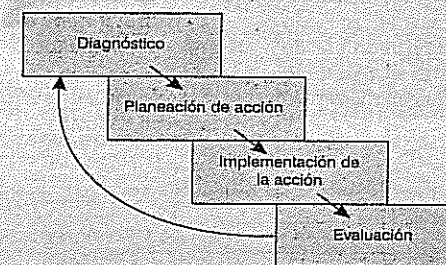 Diagnóstico
Planeación de acción
Implementación de
la acción
Evaluación